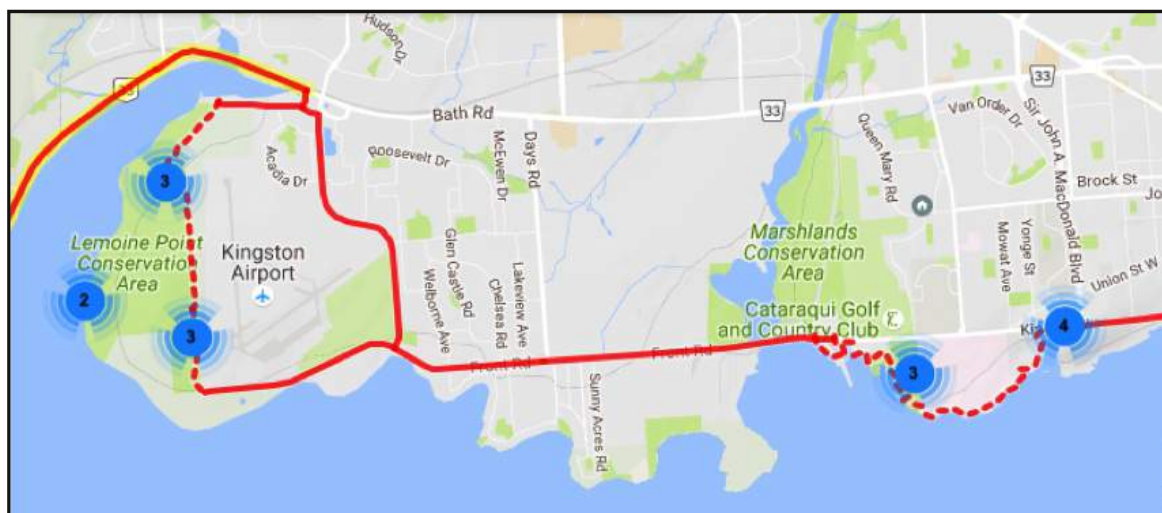 Hudson Dr
33
33
Bath Rd
33
Van Order Dr
Sir John A. MacDonald Blvd
Roosevelt Dr
McEwen Dr
Days Rd
Queen Mary Rd
Acadia Dr
Brock St
3
Lemoine Point
Conservation
Area
Kingston
Airport
Glen Castle Rd
Welborne Ave
Chelsea Rd
Lakeview Ave
Marshlands
Conservation
Area
Yonge St
Mowat Ave
Union St W
2
3
Cataraqui Golf
and Country Club
4
Front Rd
Front Rd
3
Sunny Acres Rd